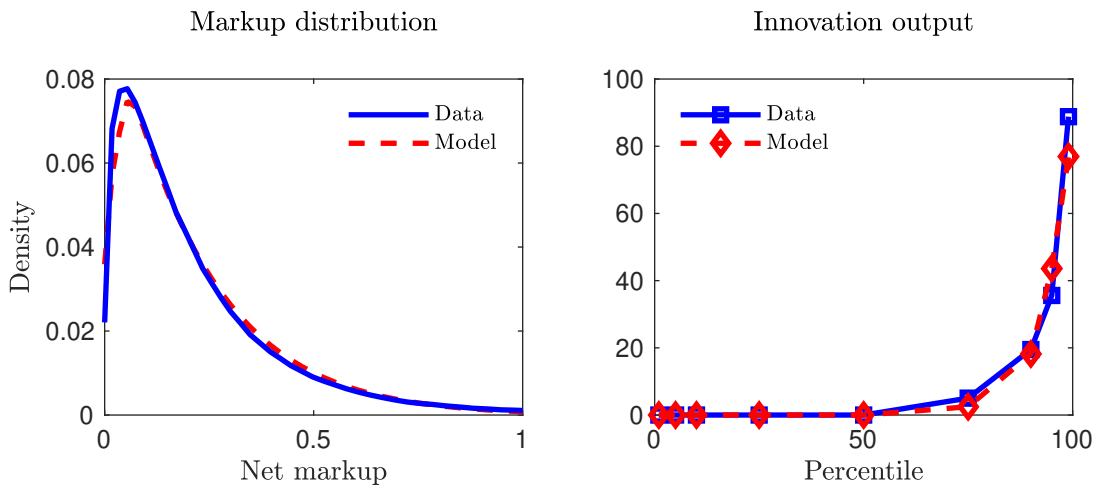 Markup distribution
0.08
0.06
0.04
0.02
0
Density
0
0.5
1
Net markup
Data
Model
Innovation output
100
80
60
40
20
0
0
50
100
Percentile
Data
Model